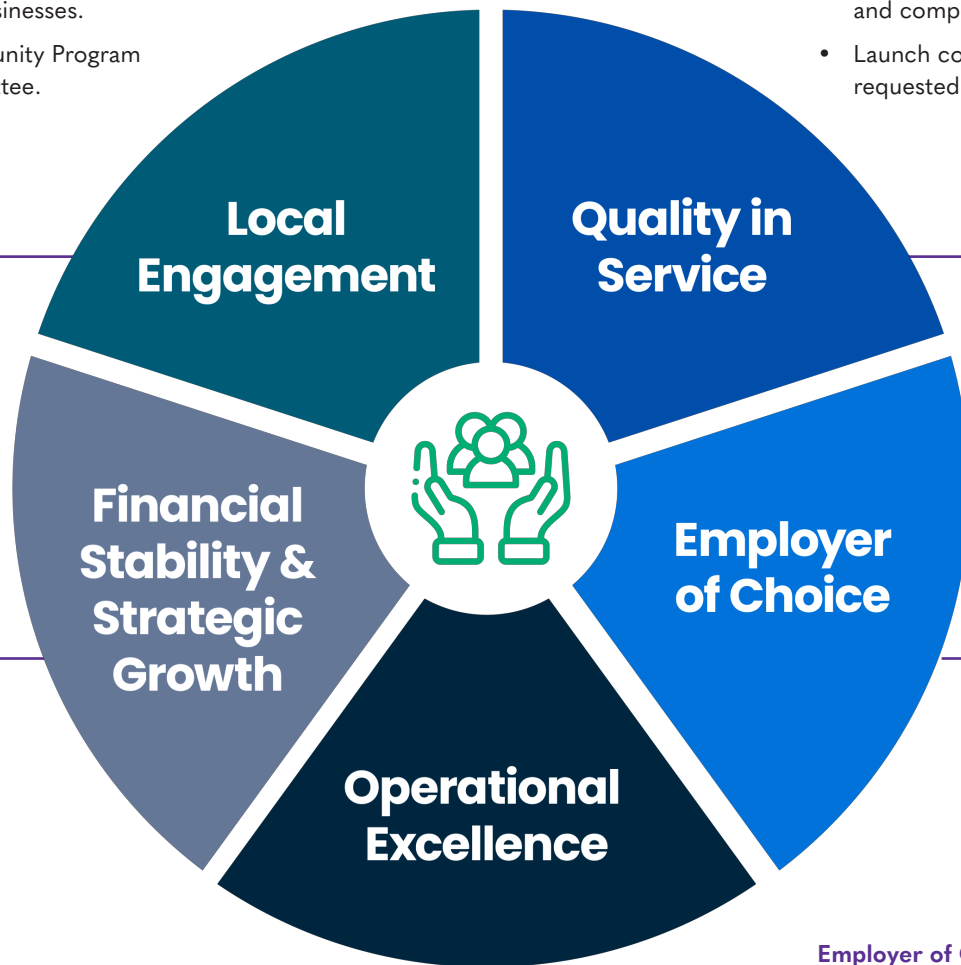 sinesses.
unity Program
tee.
and comp
• Launch co
requested
Local
Engagement
Quality in
Service
Financial
Stability &
Strategic
Growth
Employer
of Choice
Operational
Excellence
Employer of